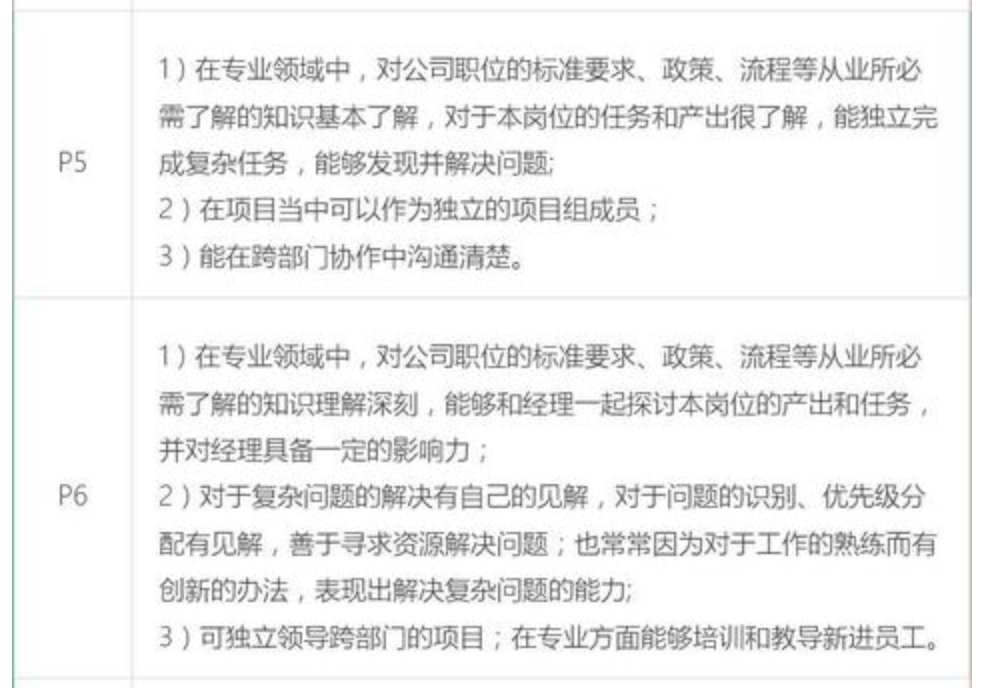 P5
1）在专业领域中，对公司职位的标准要求、政策、流程等从业所必
需了解的知识基本了解，对于本岗位的任务和产出很了解，能独立完
成复杂任务，能够发现并解决问题;
2）在项目当中可以作为独立的项目组成员；
3）能在跨部门协作中沟通清楚。
P6
1）在专业领域中，对公司职位的标准要求、政策、流程等从业所必
需了解的知识理解深刻，能够和经理一起探讨本岗位的产出和任务，
并对经理具备一定的影响力；
2）对于复杂问题的解决有自己的见解，对于问题的识别、优先级分
配有见解，善于寻求资源解决问题；也常常因为对于工作的熟练而有
创新的办法，表现出解决复杂问题的能力;
3）可独立领导跨部门的项目；在专业方面能够培训和教导新进员工。